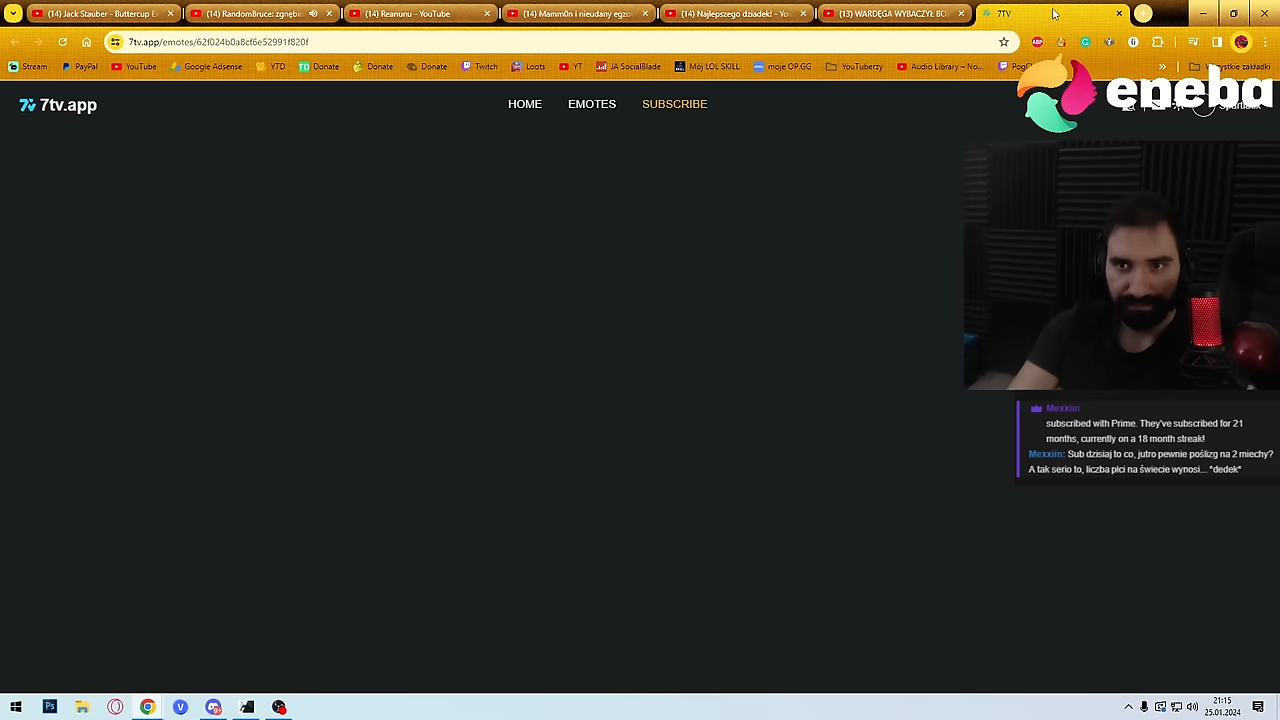 (14) Jack Stauber - Buttercup E
(14) RandomBruce: zgnębi
(14) Reanunu - YouTube
(14) Mamm0n i nieudany egzo
(14) Najlepszego dziadek! - Yo
(13) WARDĘGA WYBACZYŁ BO
7TV
7tv.app/emotes/62f024b0a8cf6e52991f820f
Stream
PayPal
YouTube
Google Adsense
YTD
Donate
Donate
Donate
Twitch
Loots
YT
JA SocialBlade
Mój LOL SKILL
moje OP.GG
YouTuberzy
Audio Library – No...
Wszystkie zakładki
eneba
7tv.app
HOME
EMOTES
SUBSCRIBE
Mexxiin
subscribed with Prime. They've subscribed for 21
months, currently on a 18 month streak!
Mexxiin: Sub dzisiaj to co, jutro pewnie poślizg na 2 miechy?
A tak serio to, liczba płci na świecie wynosi... *dedek*
21:15
25.01.2024